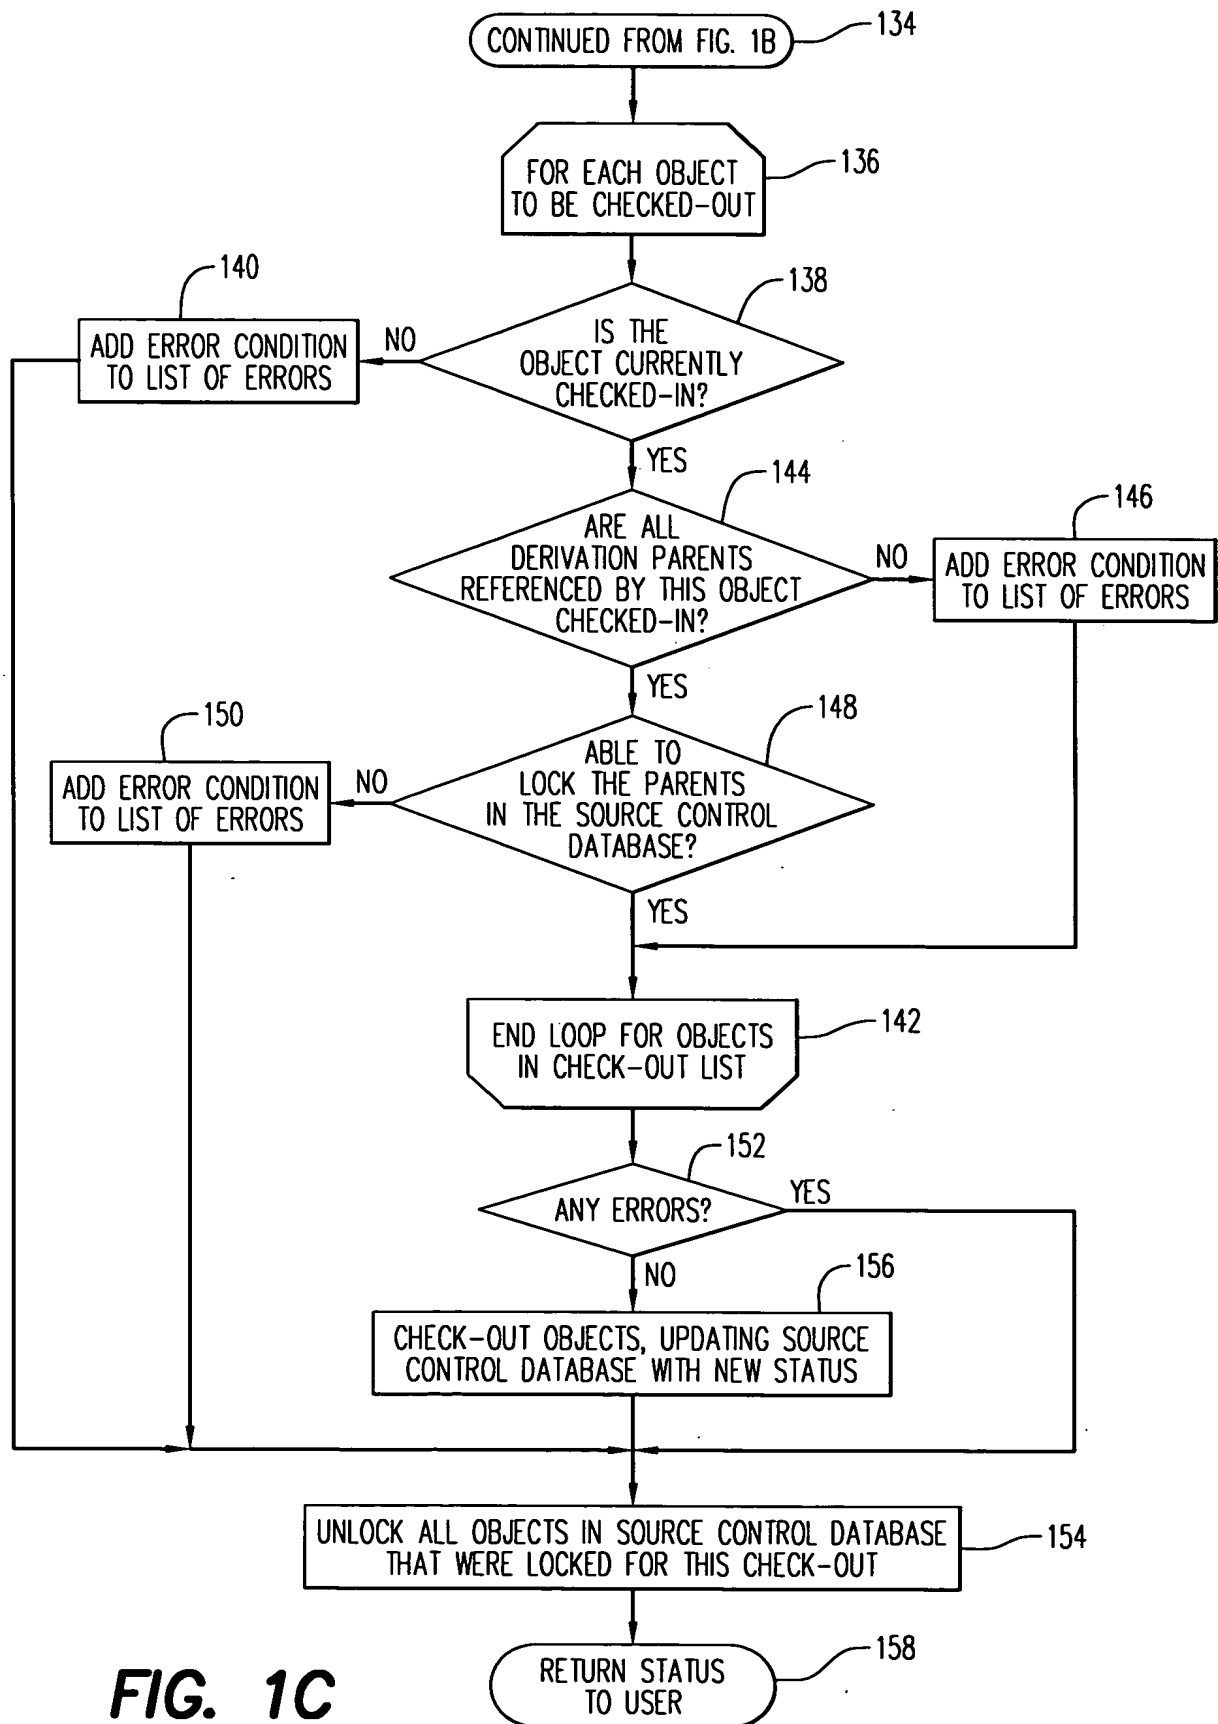 CONTINUED FROM FIG. 1B
134
FOR EACH OBJECT
TO BE CHECKED-OUT
136
140
138
ADD ERROR CONDITION
TO LIST OF ERRORS
NO
IS THE
OBJECT CURRENTLY
CHECKED-IN?
YES
144
146
ARE ALL
DERIVATION PARENTS
REFERENCED BY THIS OBJECT
CHECKED-IN?
NO
ADD ERROR CONDITION
TO LIST OF ERRORS
YES
150
148
ADD ERROR CONDITION
TO LIST OF ERRORS
NO
ABLE TO
LOCK THE PARENTS
IN THE SOURCE CONTROL
DATABASE?
YES
END LOOP FOR OBJECTS
IN CHECK-OUT LIST
142
152
ANY ERRORS?
YES
NO
156
CHECK-OUT OBJECTS, UPDATING SOURCE
CONTROL DATABASE WITH NEW STATUS
UNLOCK ALL OBJECTS IN SOURCE CONTROL DATABASE
THAT WERE LOCKED FOR THIS CHECK-OUT
154
RETURN STATUS
TO USER
158
FIG. 1C